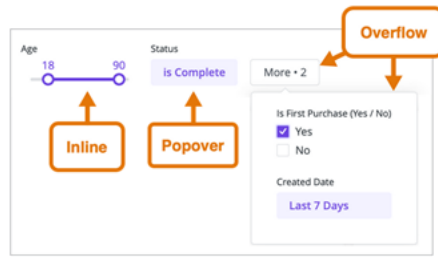 Overflow
Age
Status
18
90
is Complete
More • 2
Inline
Popover
Is First Purchase (Yes / No)
Yes
No
Created Date
Last 7 Days